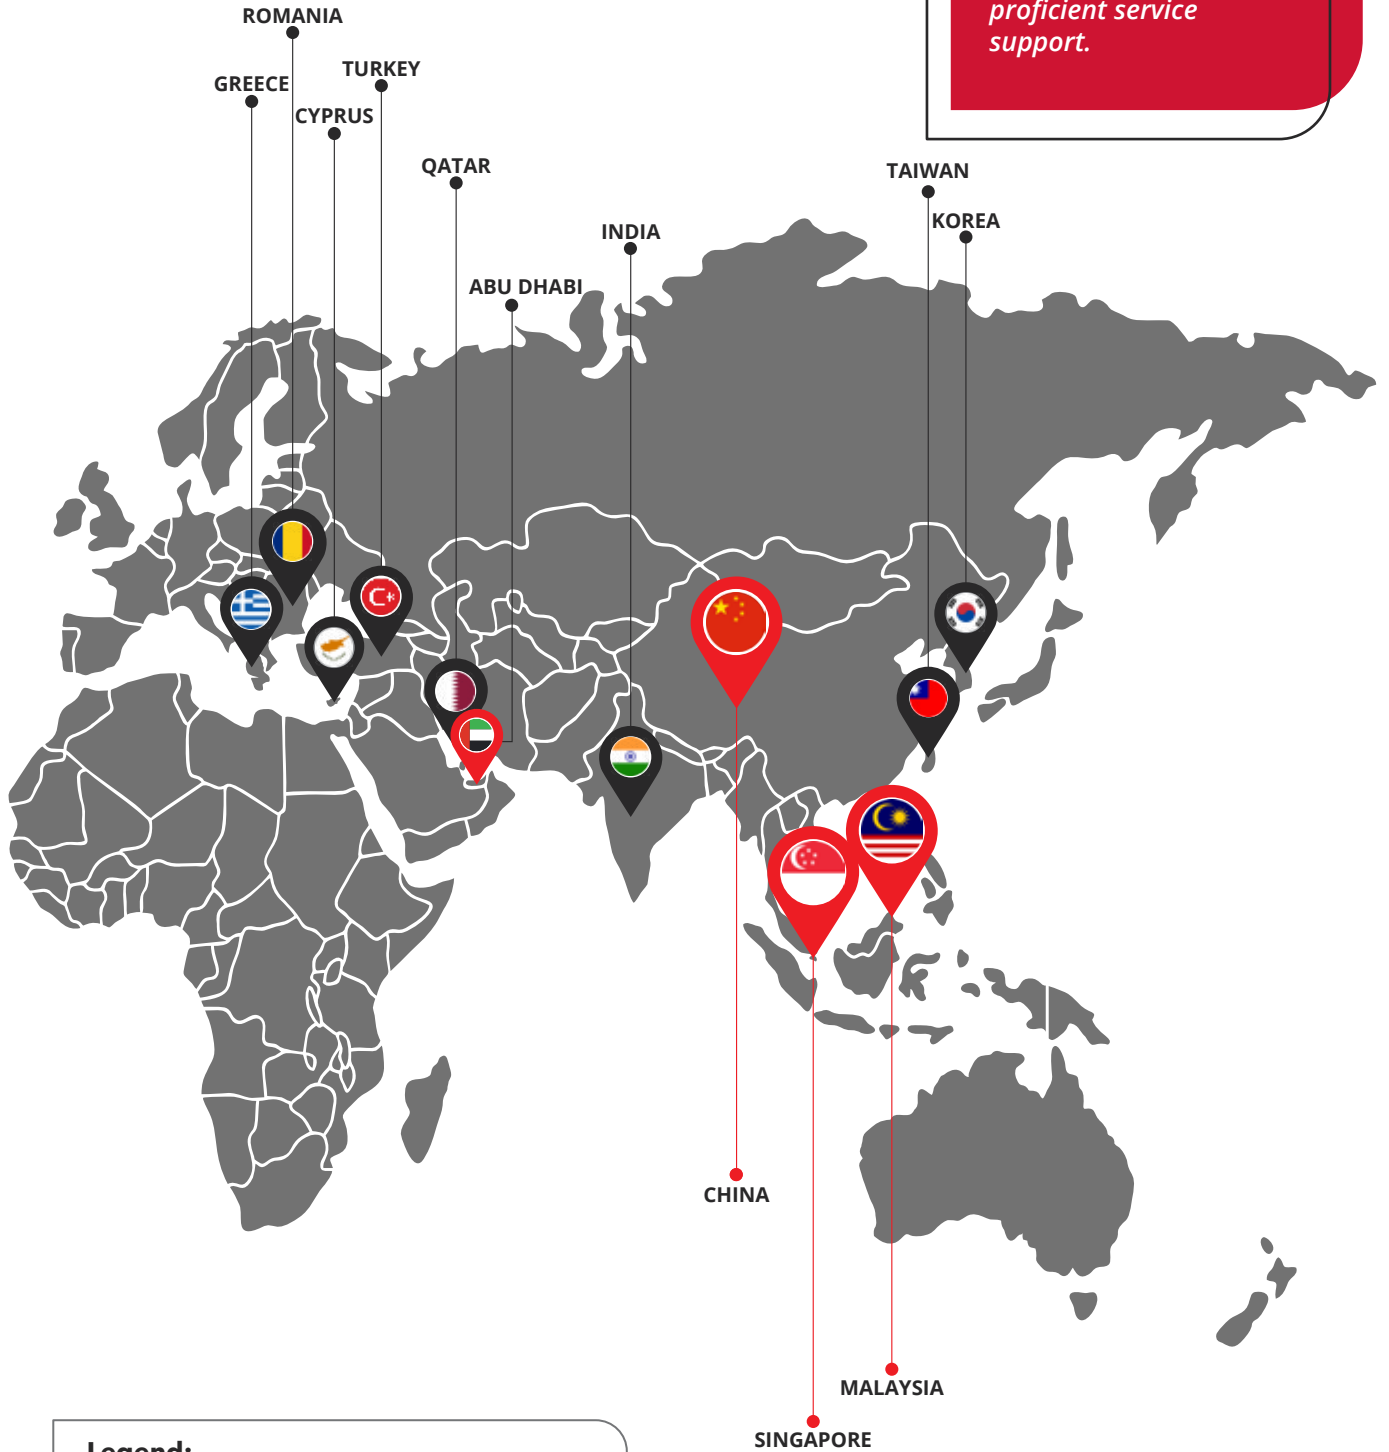 proficient service
support.
ROMANIA
TURKEY
GREECE
CYPRUS
QATAR
TAIWAN
KOREA
INDIA
ABU DHABI
CHINA
MALAYSIA
SINGAPORE
Legend: